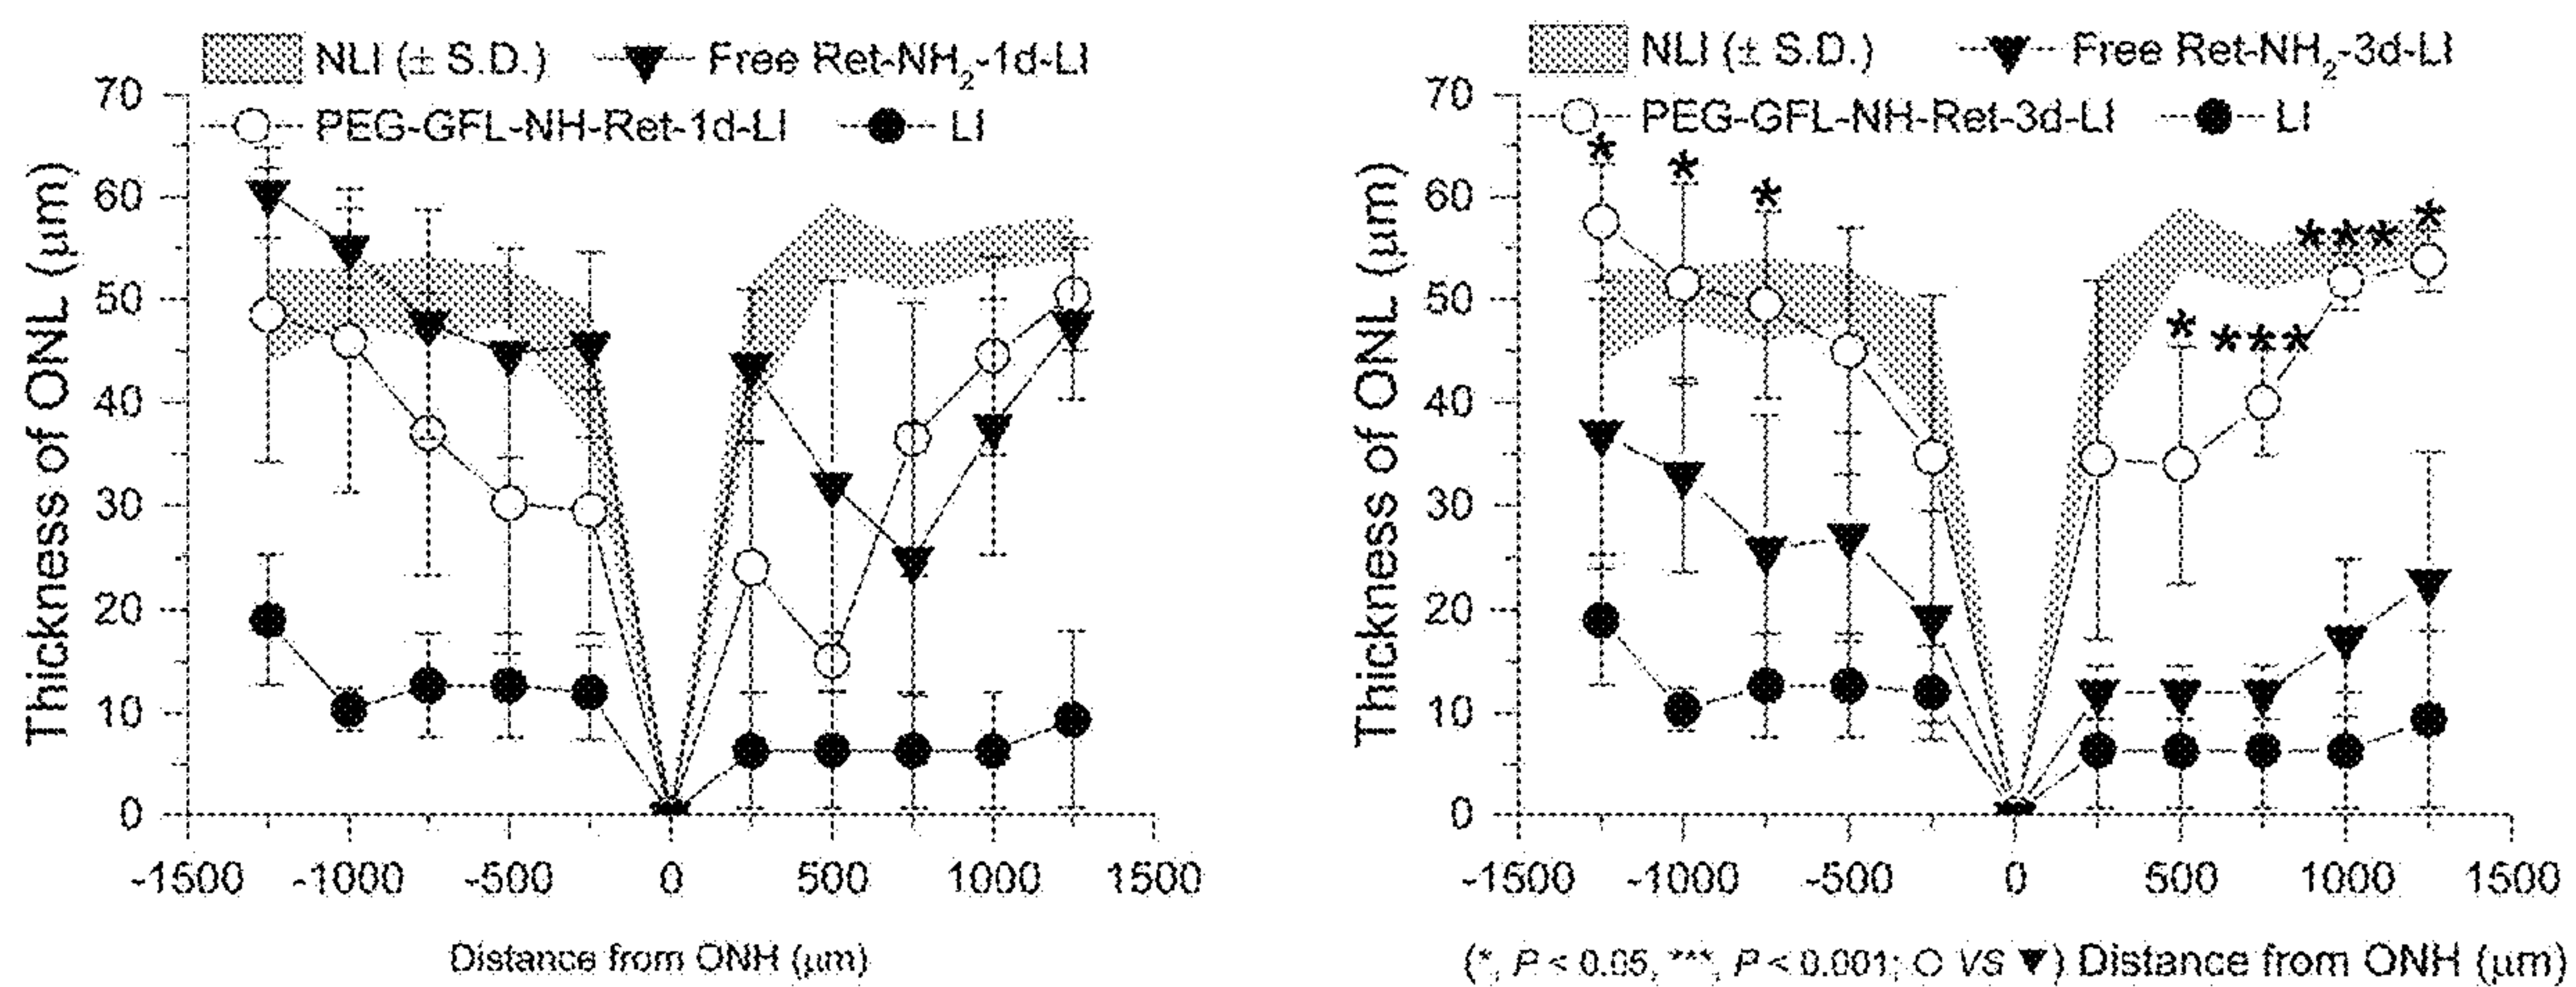 NLI (± S.D.) Free Ret-NH2-1d-LI
PEG-GFL-NH-Ret-1d-LI LI
Thickness of ONL (μm)
70
60
50
40
30
20
10
0
-1500 -1000 -500 0 500 1000 1500
Distance from ONH (μm)
NLI (± S.D.) Free Ret-NH2-3d-LI
PEG-GFL-NH-Ret-3d-LI LI
Thickness of ONL (μm)
70
60
50
40
30
20
10
0
* * * * *** *** *
-1500 -1000 -500 0 500 1000 1500
(*, P < 0.05, ***, P < 0.001; ○ VS ▼) Distance from ONH (μm)